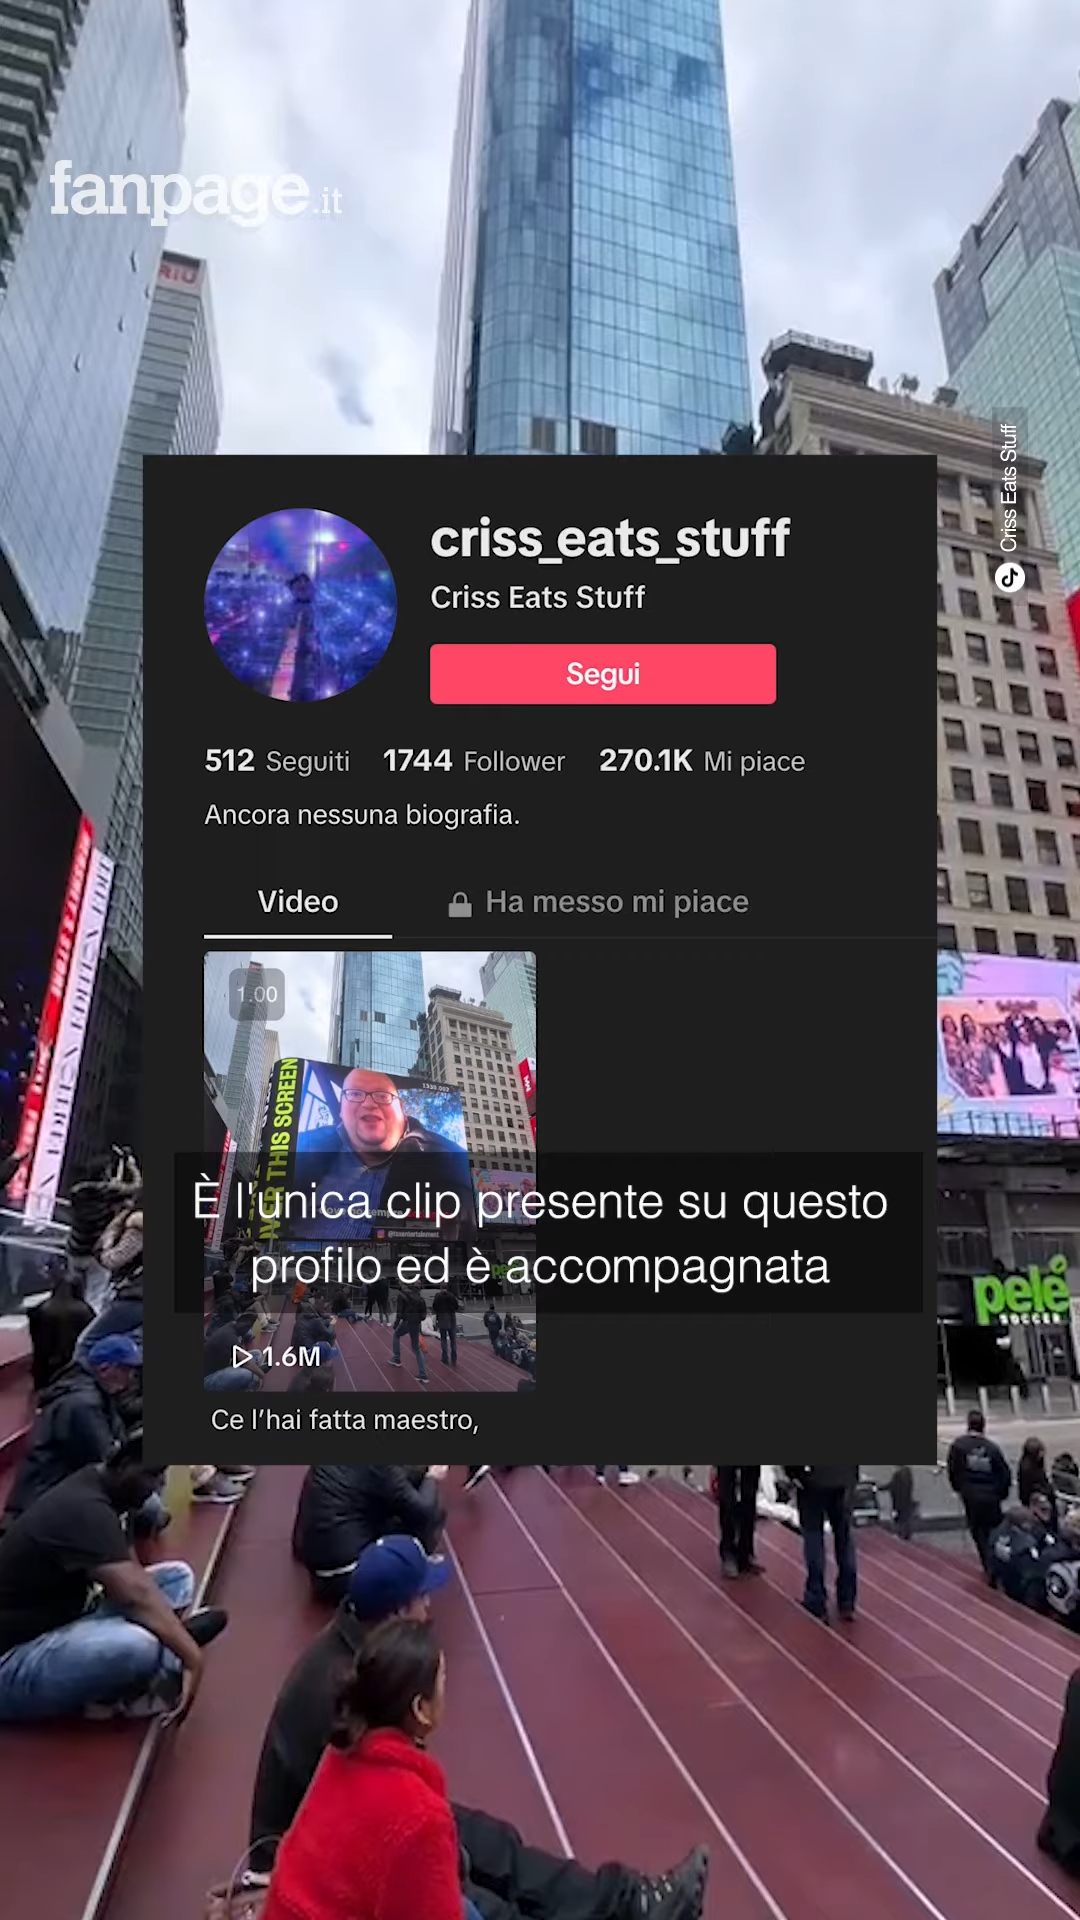 fanpage.it
RIU
Criss Eats Stuff
criss_eats_stuff
Criss Eats Stuff
Segui
512 Seguiti 1744 Follower 270.1K Mi piace
Ancora nessuna biografia.
Video Ha messo mi piace
1.00
THIS SCREEN
È l'unica clip presente su questo
profilo ed è accompagnata
1.6M
Ce l’hai fatta maestro,
pelé
SOCCER